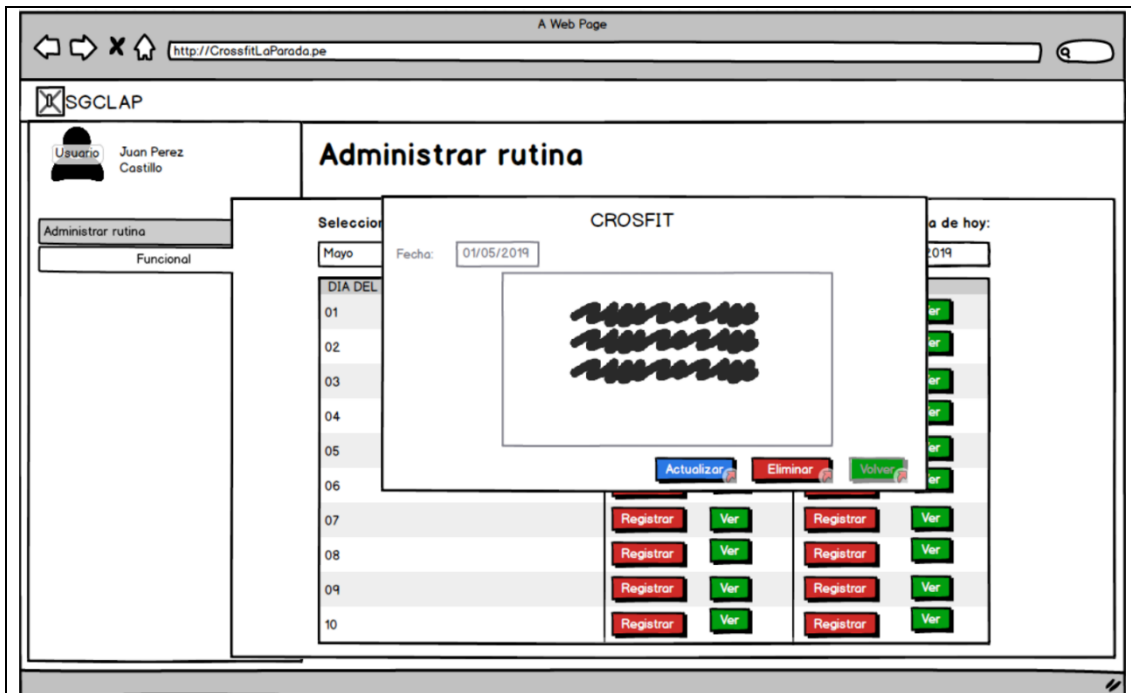 A Web Page
http://CrossfitLaParada.pe
SGCLAP
Usuario
Juan Perez
Castillo
Administrar rutina
Administrar rutina
Funcional
Seleccion
a de hoy:
Mayo
2019
DIA DEL
CROSFIT
Fecha: 01/05/2019
Actualizar Eliminar Volver
01 er
02 er
03 er
04 er
05 er
06 er
07 Registrar Ver Registrar Ver
08 Registrar Ver Registrar Ver
09 Registrar Ver Registrar Ver
10 Registrar Ver Registrar Ver